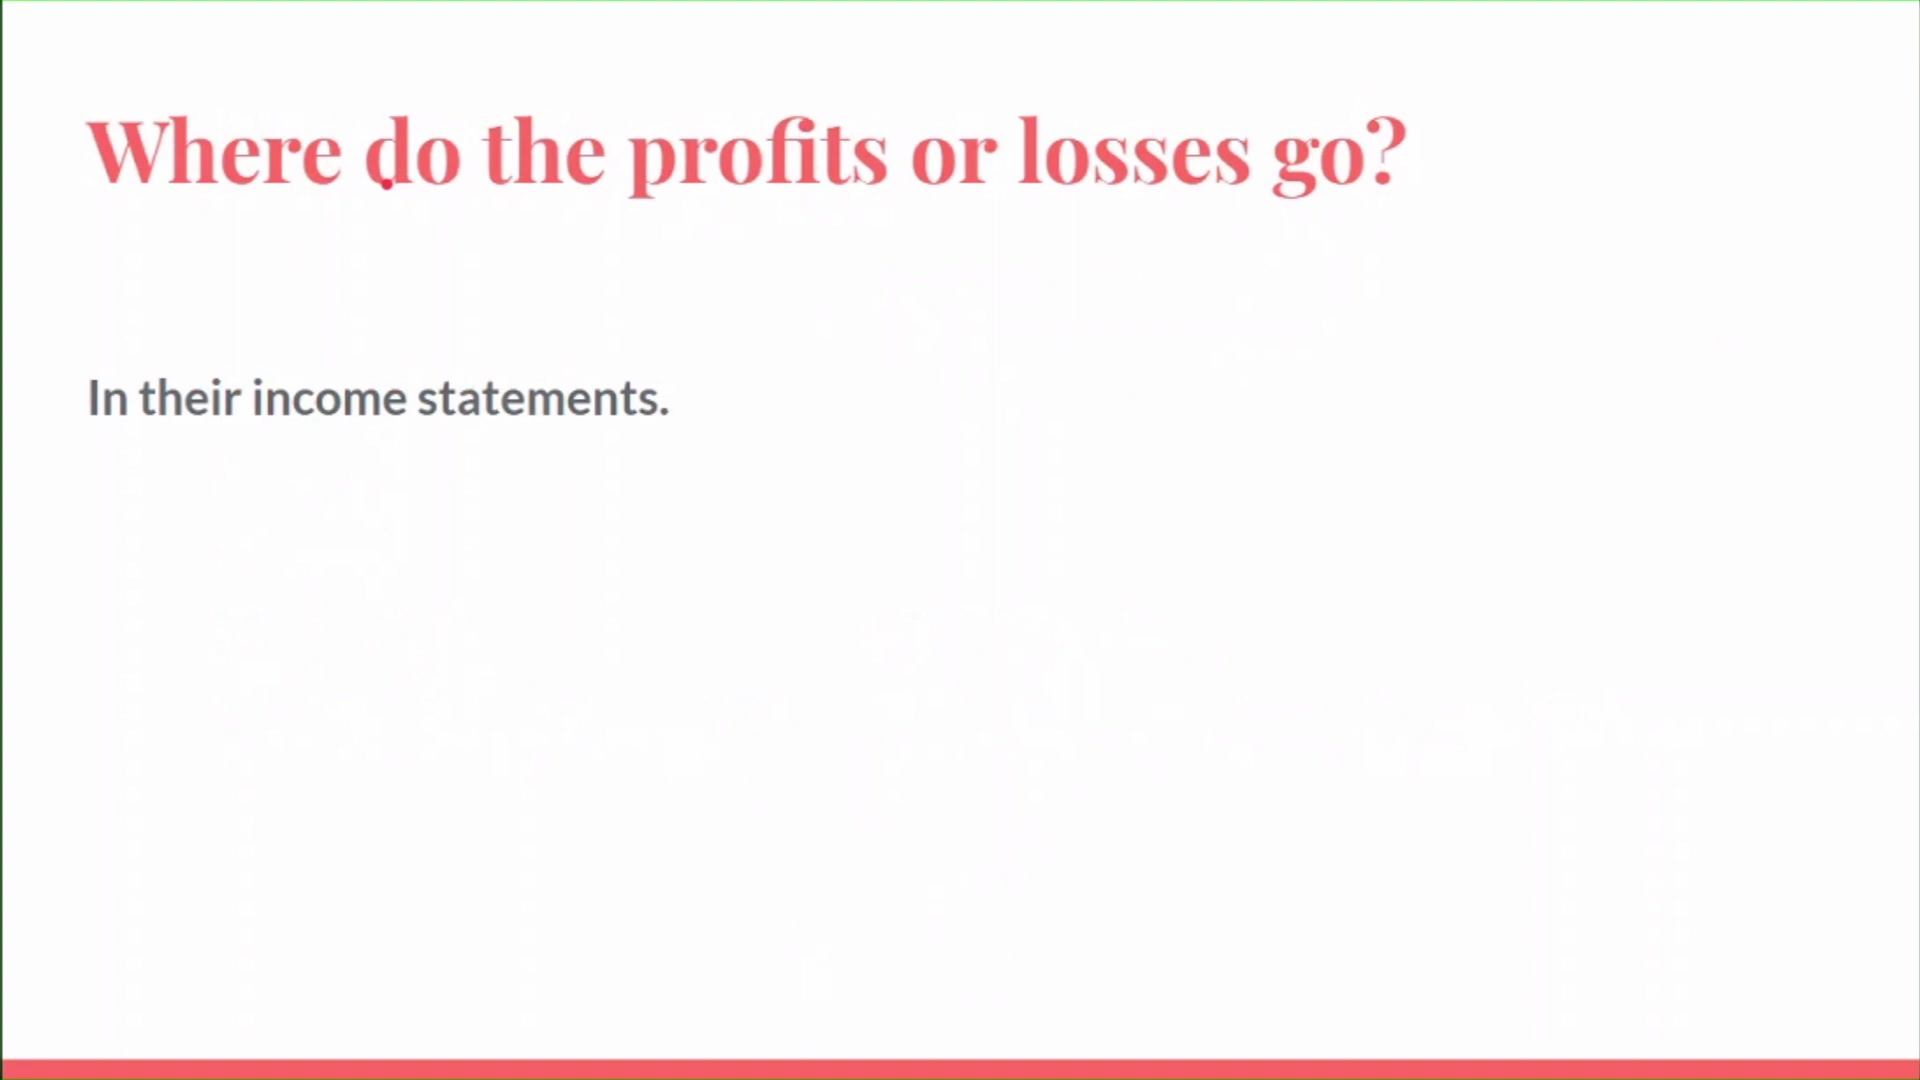 Where do the profits or losses go?
In their income statements.